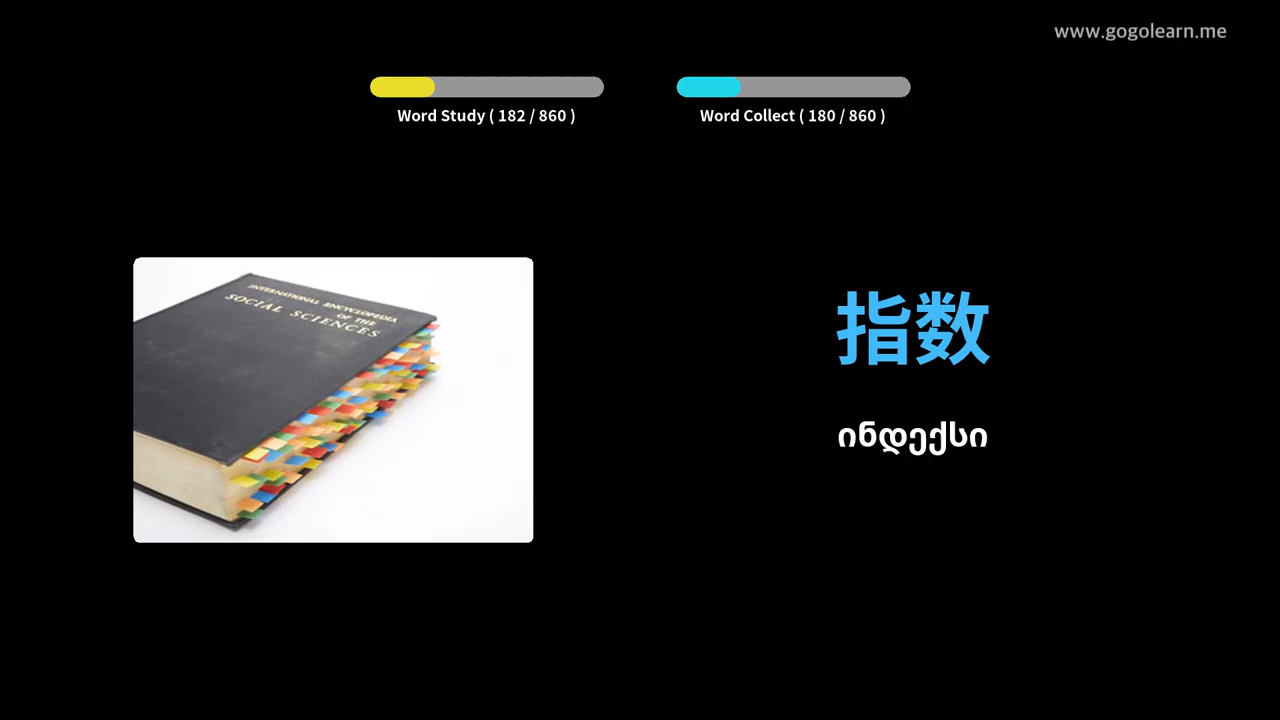 www.gogolearn.me
Word Study ( 182 / 860 )
Word Collect ( 180 / 860 )
INTERNATIONAL ENCYCLOPEDIA
OF THE
SOCIAL SCIENCES
指数
ინდექსი